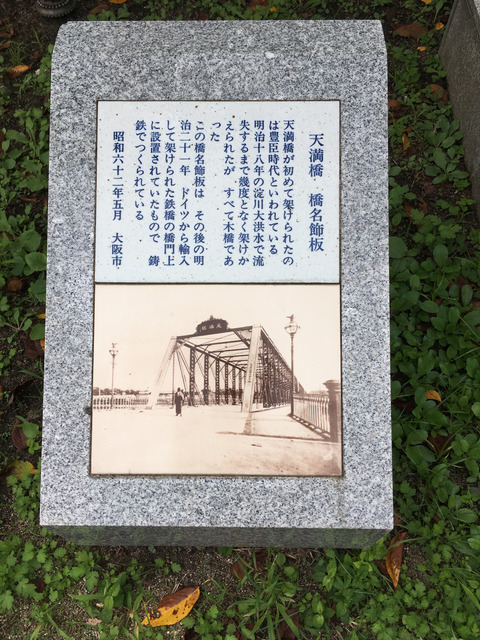 天満橋　橋名飾板
天満橋が初めて架けられたの
は豊臣時代といわれている
明治十八年の淀川大洪水で流
失するまで幾度となく架けか
えられたが　すべて木橋であ
った
この橋名飾板は　その後の明
治二十一年　ドイツから輸入
して架けられた鉄橋の橋門上
に設置されていたもので　鋳
鉄でつくられている
昭和六十二年五月　大阪市